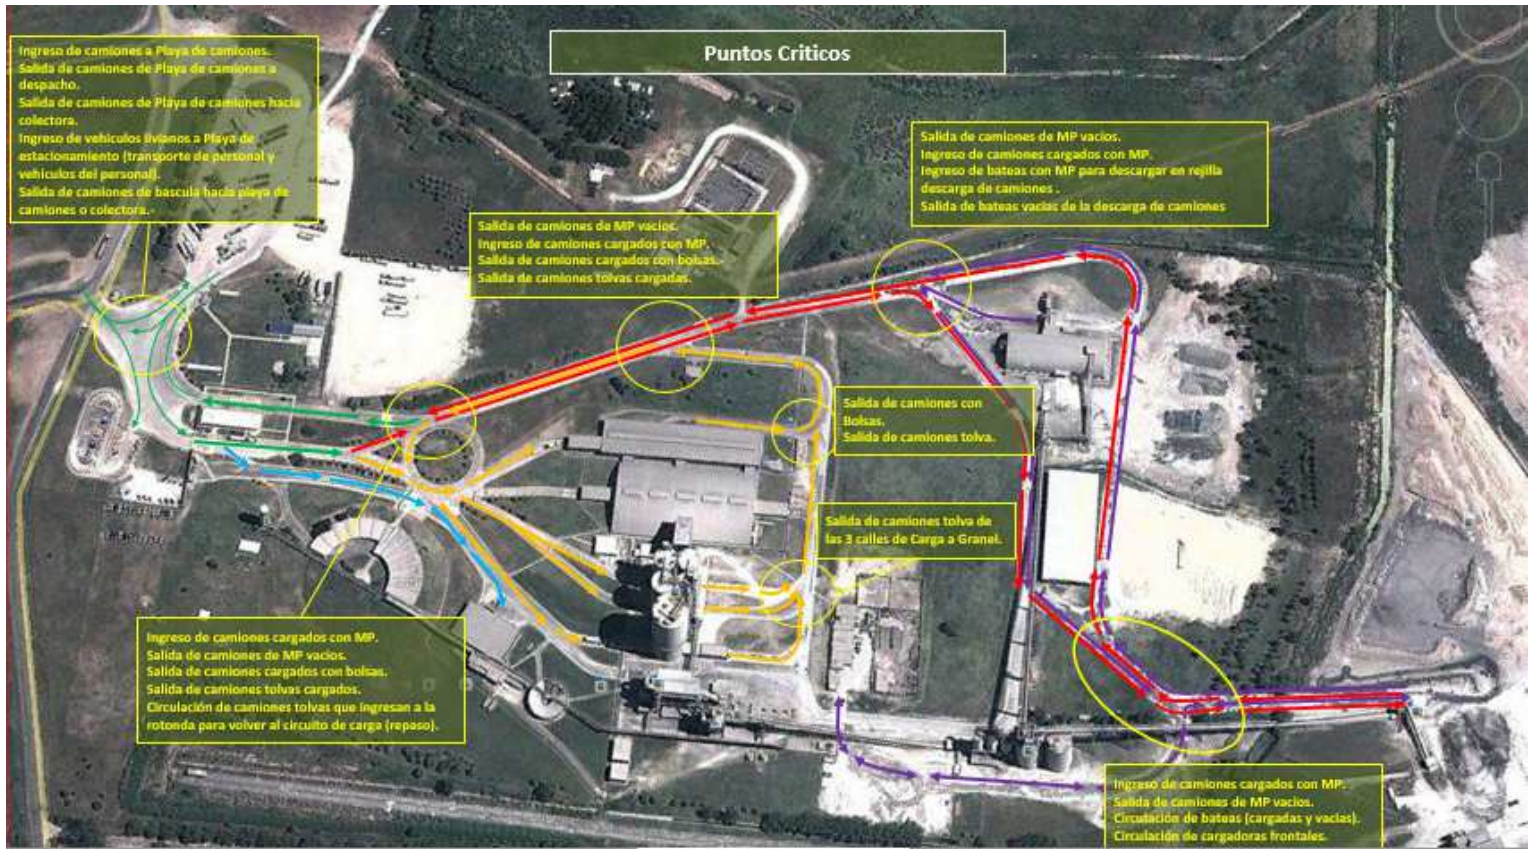 Puntos Criticos
Ingreso de camiones a Playa de camiones.
Salida de camiones de Playa de camiones a
despacho.
Salida de camiones de Playa de camiones hacia
colectora.
Ingreso de vehiculos livianos a Playa de
estacionamiento (transporte de personal y
vehiculos del personal).
Salida de camiones de bascula hacia playa de
camiones o colectora.-
Salida de camiones de MP vacios.
Ingreso de camiones cargados con MP.
Salida de camiones cargados con bolsas.-
Salida de camiones tolvas cargadas.
Salida de camiones de MP vacios.
Ingreso de camiones cargados con MP.
Ingreso de bateas con MP para descargar en rejilla
descarga de camiones .
Salida de bateas vacias de la descarga de camiones
Salida de camiones con
Bolsas.
Salida de camiones tolva.
Salida de camiones tolva de
las 3 calles de Carga a Granel.
Ingreso de camiones cargados con MP.
Salida de camiones de MP vacios.
Salida de camiones cargados con bolsas.
Salida de camiones tolvas cargados.
Circulación de camiones tolvas que ingresan a la
rotonda para volver al circuito de carga (repaso).
Ingreso de camiones cargados con MP.
Salida de camiones de MP vacios.
Circulación de bateas (cargadas y vacias).
Circulación de cargadoras frontales.